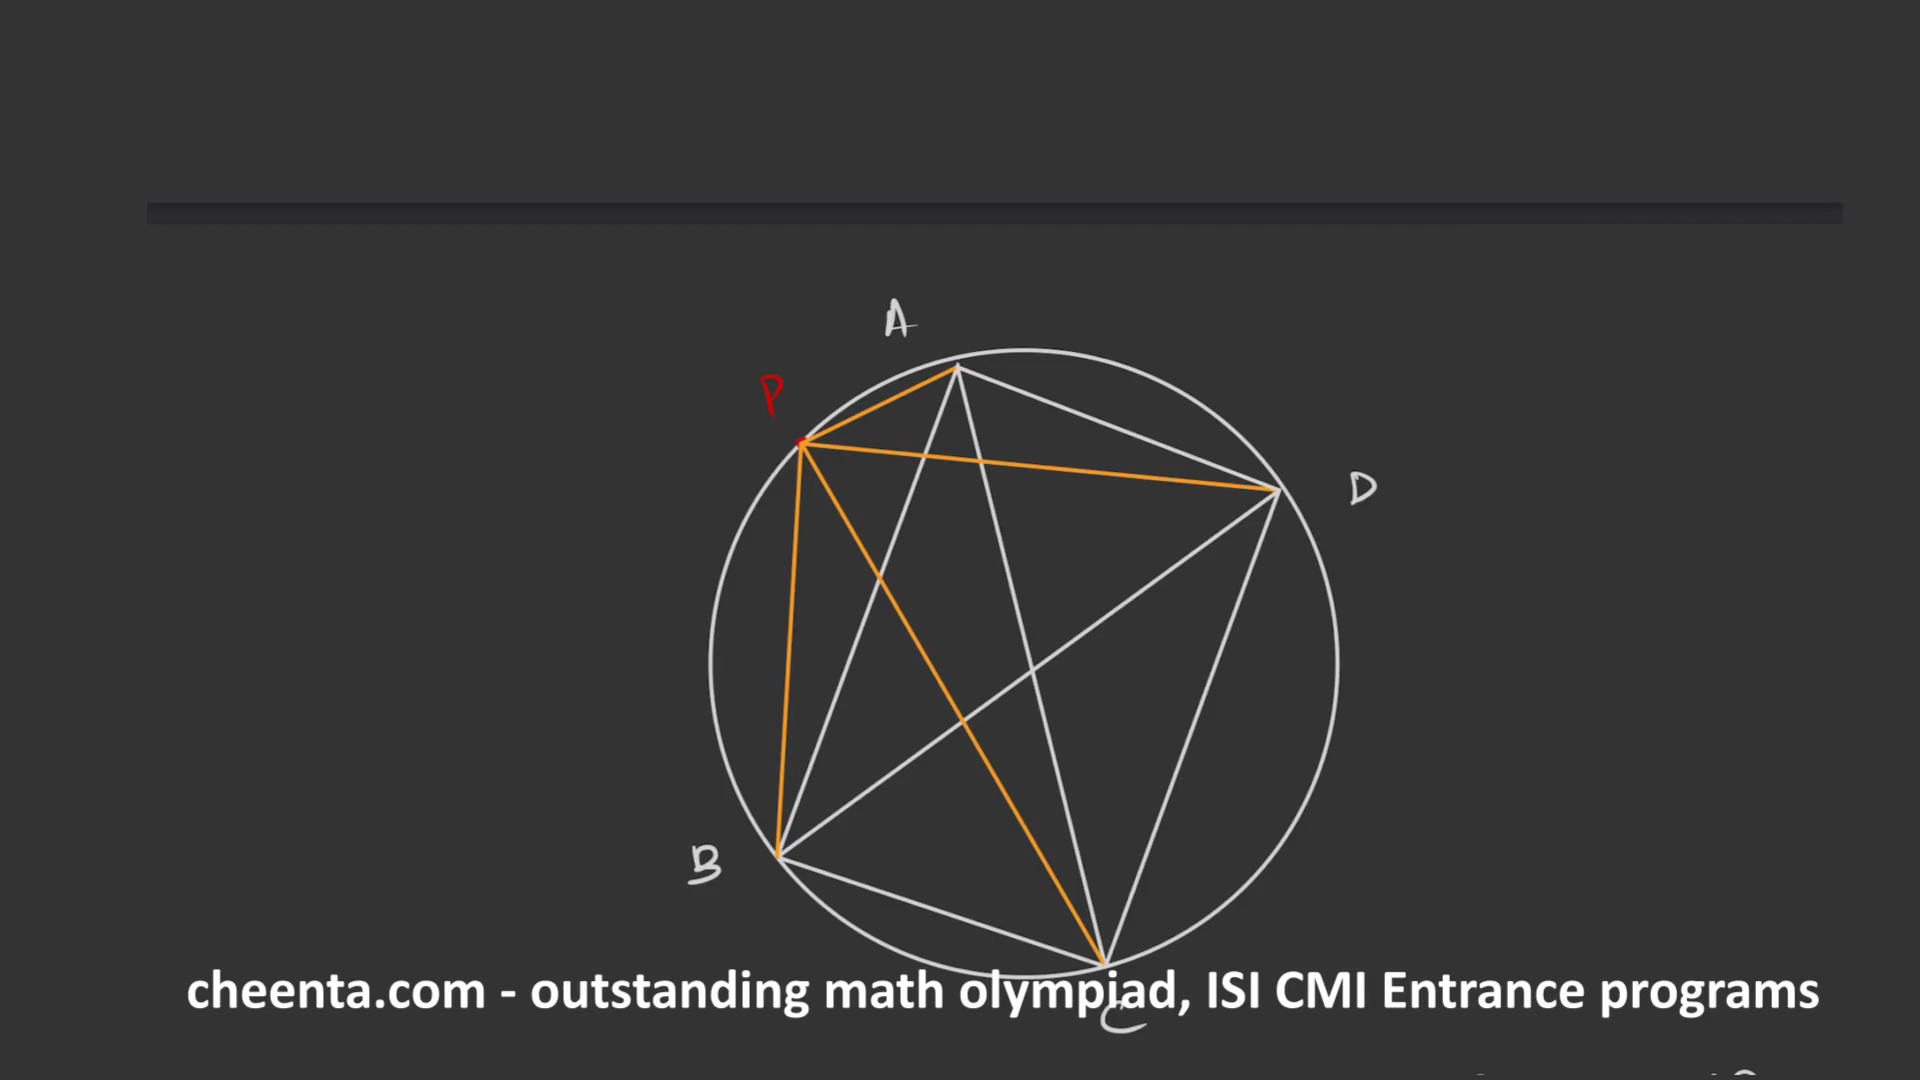 A
P
D
B
cheenta.com - outstanding math olympiad, ISI CMI Entrance programs
C